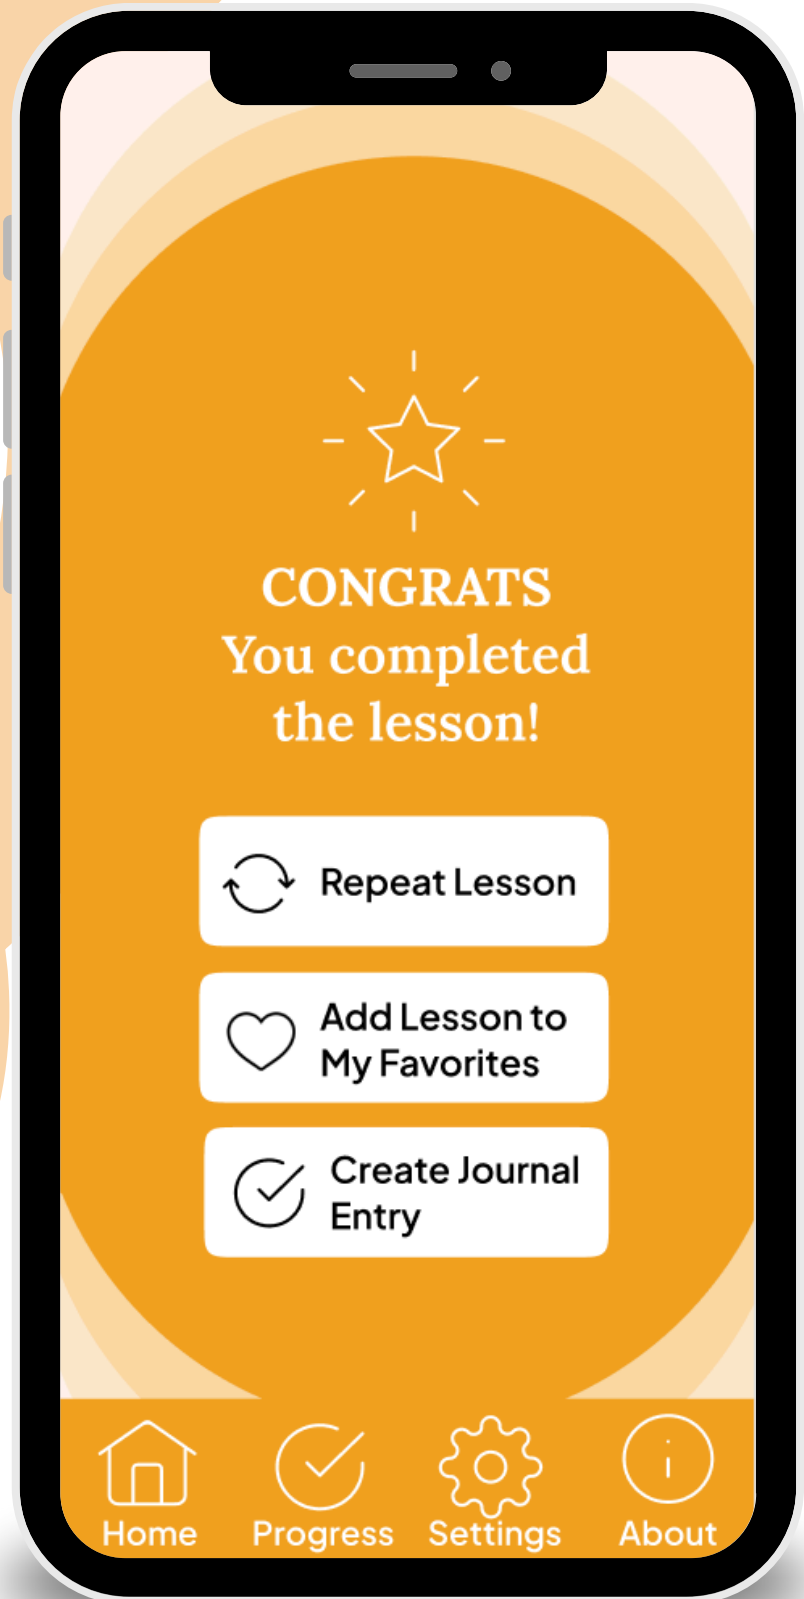 CONGRATS
You completed
the lesson!
Repeat Lesson
Add Lesson to
My Favorites
Create Journal
Entry
Home
Progress
Settings
About